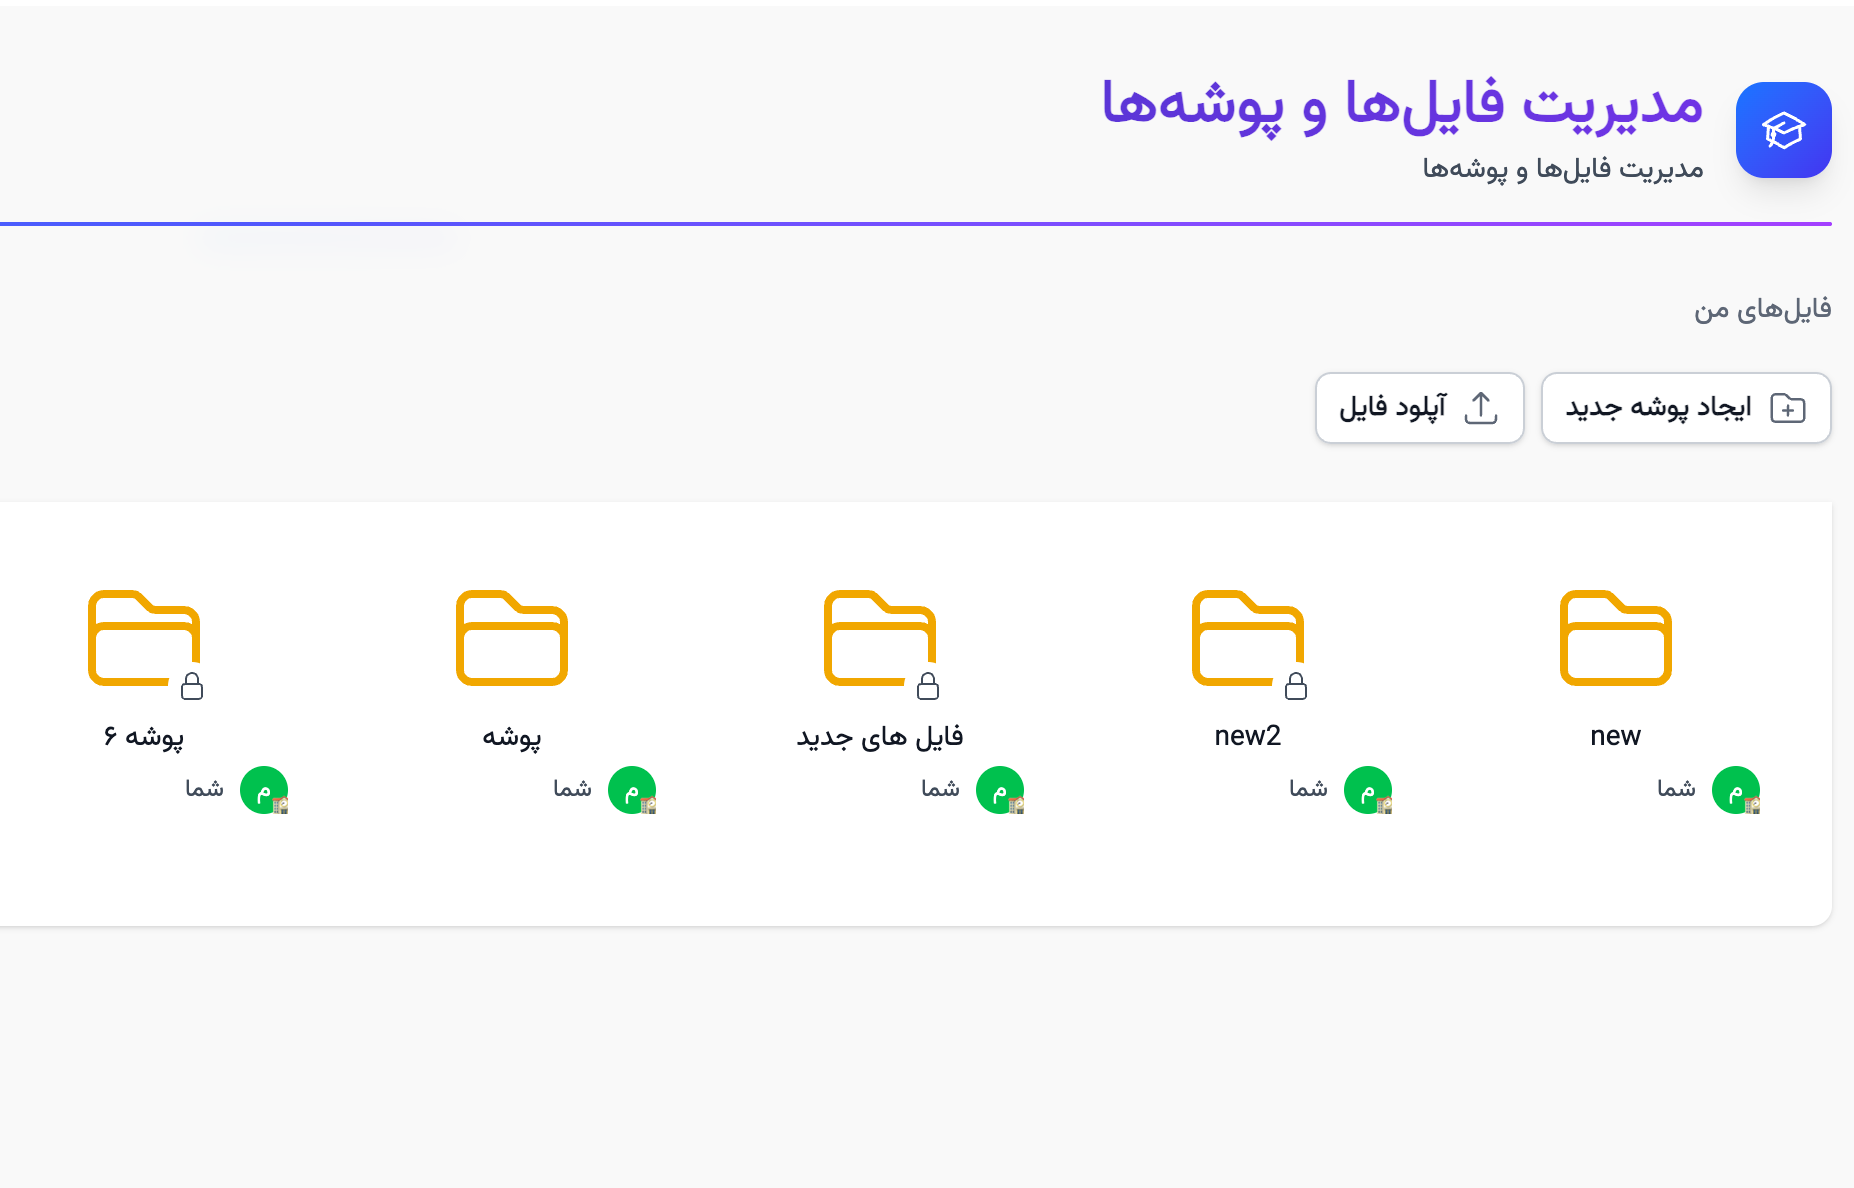 مدیریت فایل‌ها و پوشه‌ها
مدیریت فایل‌ها و پوشه‌ها
فایل‌های من
ایجاد پوشه جدید
آپلود فایل
new
م شما
new2
م شما
فایل های جدید
م شما
پوشه
م شما
پوشه ۶
م شما